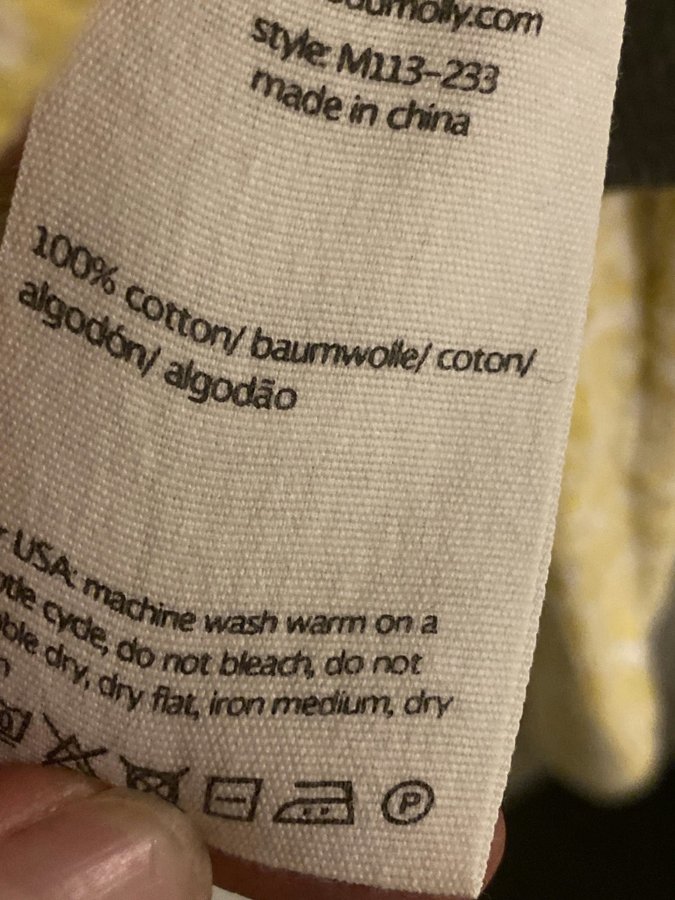 style: M113-233
made in china
100% cotton/ baumwolle/ coton/
algodón/ algodão
USA: machine wash warm on a
cycle, do not bleach, do not
dry, dry flat, iron medium, dry
P